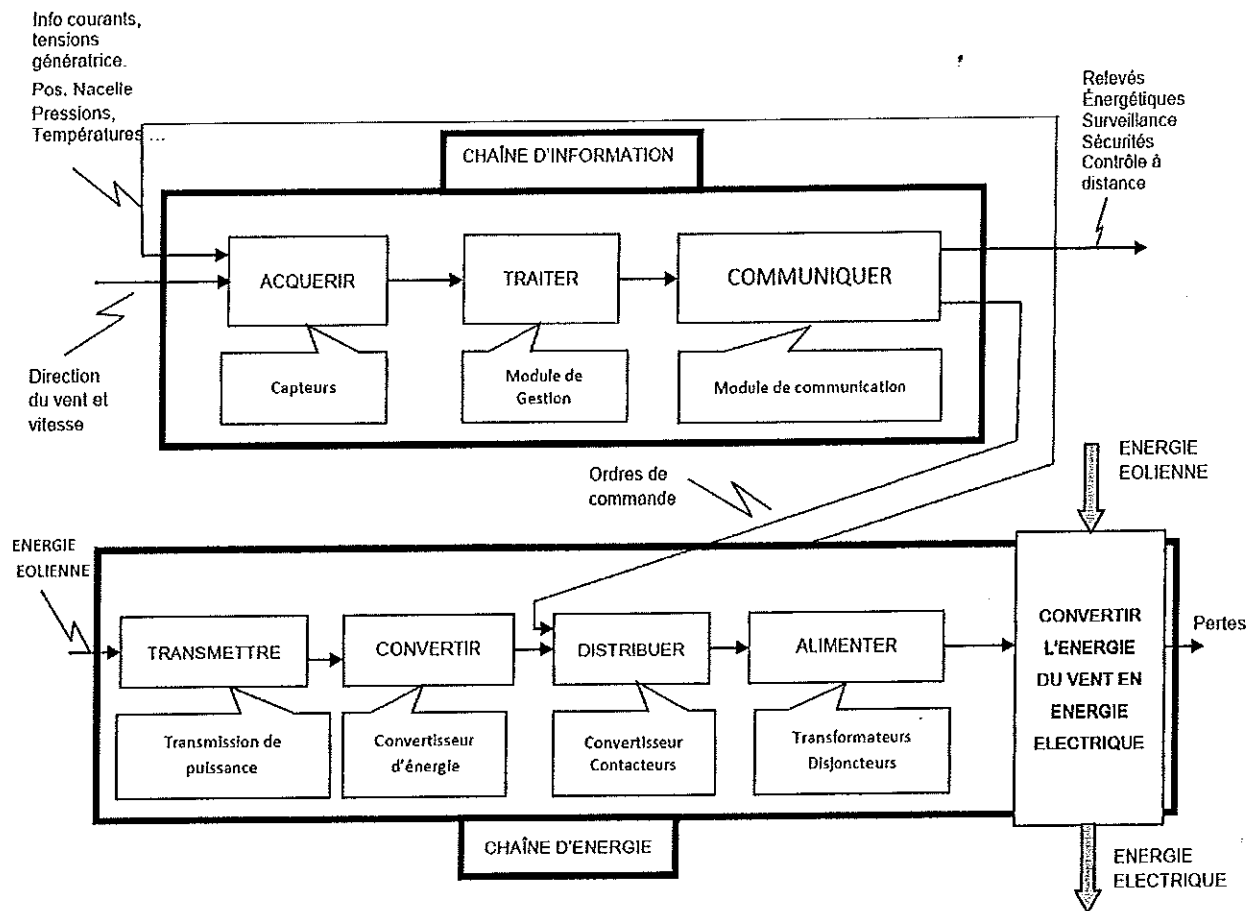 Info courants,
tensions
génératrice.
Pos. Nacelle
Pressions,
Températures ...
Relevés
Énergétiques
Surveillance
Sécurités
Contrôle à
distance
CHAÎNE D'INFORMATION
ACQUERIR
TRAITER
COMMUNIQUER
Capteurs
Module de
Gestion
Module de communication
Direction
du vent et
vitesse
Ordres de
commande
ENERGIE
EOLIENNE
ENERGIE
EOLIENNE
TRANSMETTRE
CONVERTIR
DISTRIBUER
ALIMENTER
CONVERTIR
L'ENERGIE
DU VENT EN
ENERGIE
ELECTRIQUE
Pertes
Transmission de
puissance
Convertisseur
d'énergie
Convertisseur
Contacteurs
Transformateurs
Disjoncteurs
CHAÎNE D'ENERGIE
ENERGIE
ELECTRIQUE